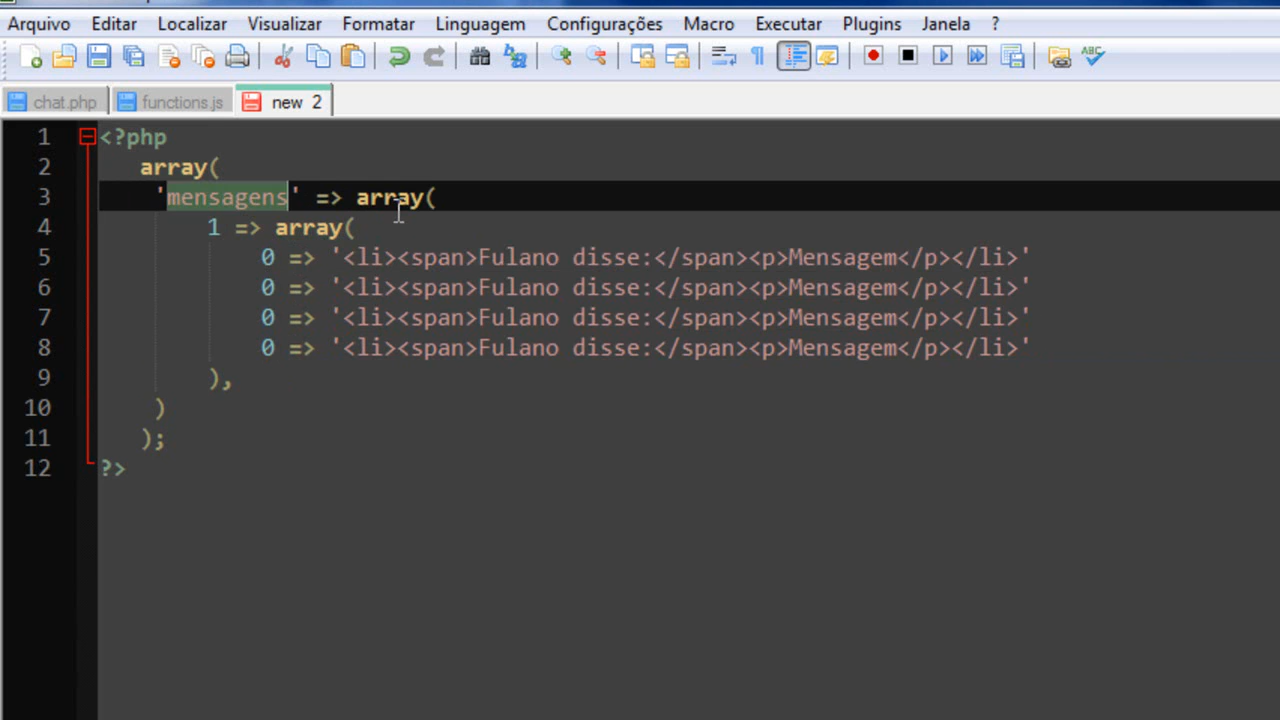 Arquivo Editar Localizar Visualizar Formatar Linguagem Configurações Macro Executar Plugins Janela ?
chat.php functions.js new 2
1 <?php
2 array(
3 'mensagens' => array(
4 1 => array(
5 0 => '<li><span>Fulano disse:</span><p>Mensagem</p></li>'
6 0 => '<li><span>Fulano disse:</span><p>Mensagem</p></li>'
7 0 => '<li><span>Fulano disse:</span><p>Mensagem</p></li>'
8 0 => '<li><span>Fulano disse:</span><p>Mensagem</p></li>'
9 ),
10 )
11 );
12 ?>